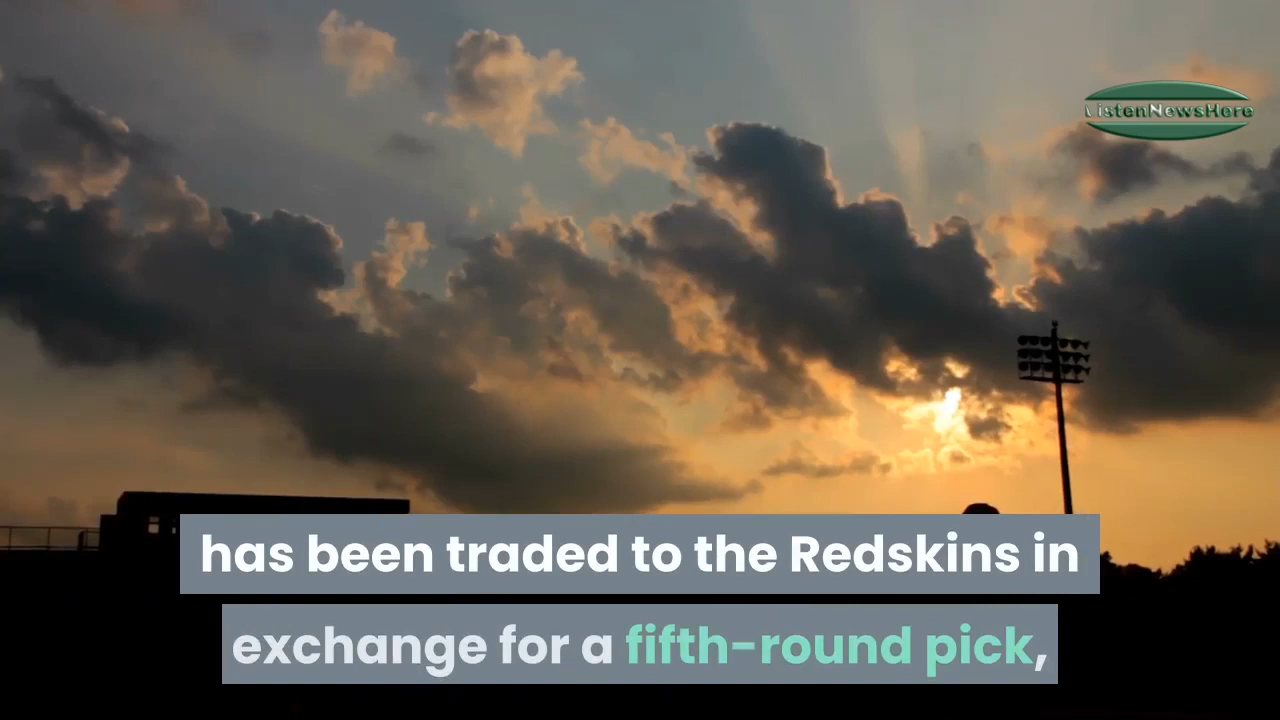 ListenNewsHere
has been traded to the Redskins in
exchange for a fifth-round pick,